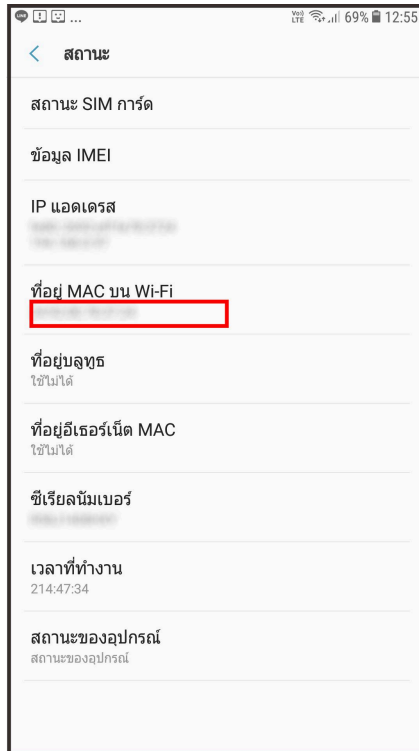 LINE ...
VoII LTE 69% 12:55
สถานะ
สถานะ SIM การ์ด
ข้อมูล IMEI
IP แอดเดรส
ที่อยู่ MAC บน Wi-Fi
ที่อยู่บลูทูธ
ใช้ไม่ได้
ที่อยู่อีเธอร์เน็ต MAC
ใช้ไม่ได้
ซีเรียลนัมเบอร์
เวลาที่ทำงาน
214:47:34
สถานะของอุปกรณ์
สถานะของอุปกรณ์